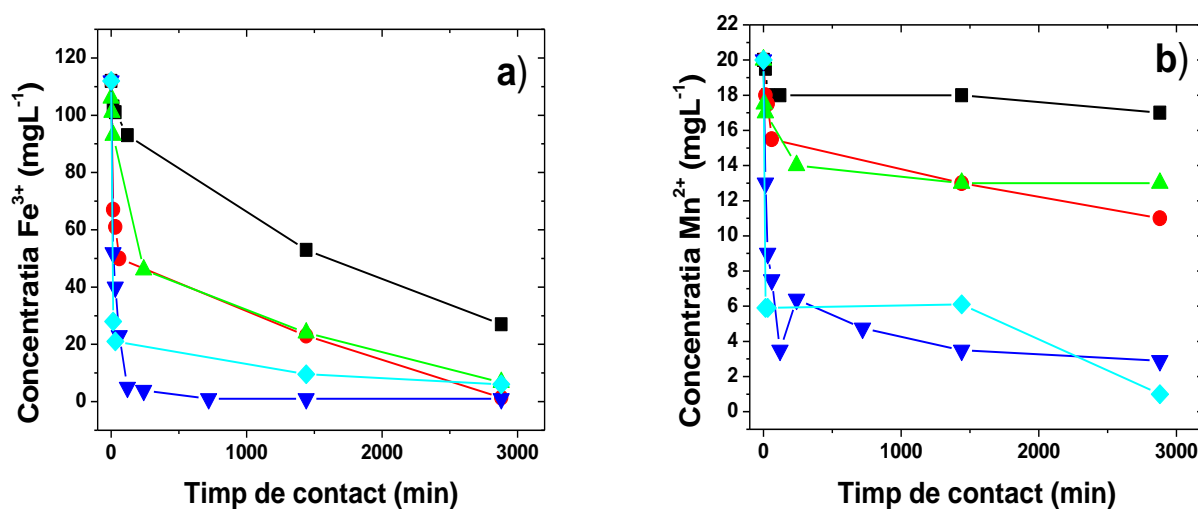 a)
Concentratia Fe³⁺ (mgL⁻¹)
120
100
80
60
40
20
0
0 1000 2000 3000
Timp de contact (min)
b)
Concentratia Mn²⁺ (mgL⁻¹)
20
18
16
14
12
10
8
6
4
2
0
0 1000 2000 3000
Timp de contact (min)